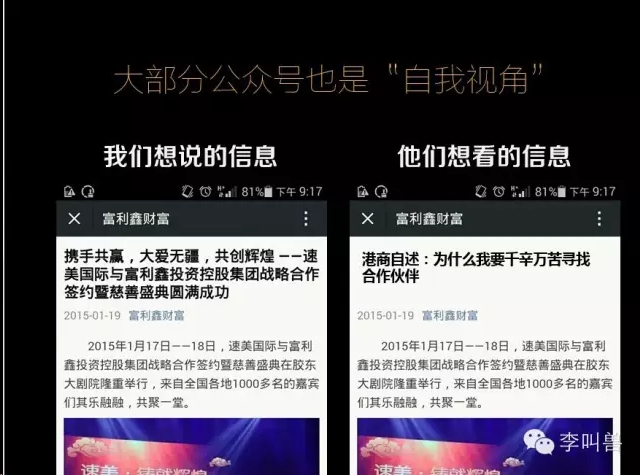 大部分公众号也是“自我视角”
我们想说的信息
他们想看的信息
81% 下午 9:17
富利鑫财富
携手共赢，大爱无疆，共创辉煌 ——速
美国际与富利鑫投资控股集团战略合作
签约暨慈善盛典圆满成功
2015-01-19 富利鑫财富
2015年1月17日——18日，速美国际与富利
鑫投资控股集团战略合作签约暨慈善盛典在胶东
大剧院隆重举行，来自全国各地1000多名的嘉宾
们其乐融融，共聚一堂。
速美·铸就辉煌
81% 下午 9:17
富利鑫财富
港商自述：为什么我要千辛万苦寻找
合作伙伴
2015-01-19 富利鑫财富
2015年1月17日——18日，速美国际与富利
鑫投资控股集团战略合作签约暨慈善盛典在胶东
大剧院隆重举行，来自全国各地1000多名的嘉宾
们其乐融融，共聚一堂。
速美·铸就辉煌
李叫兽